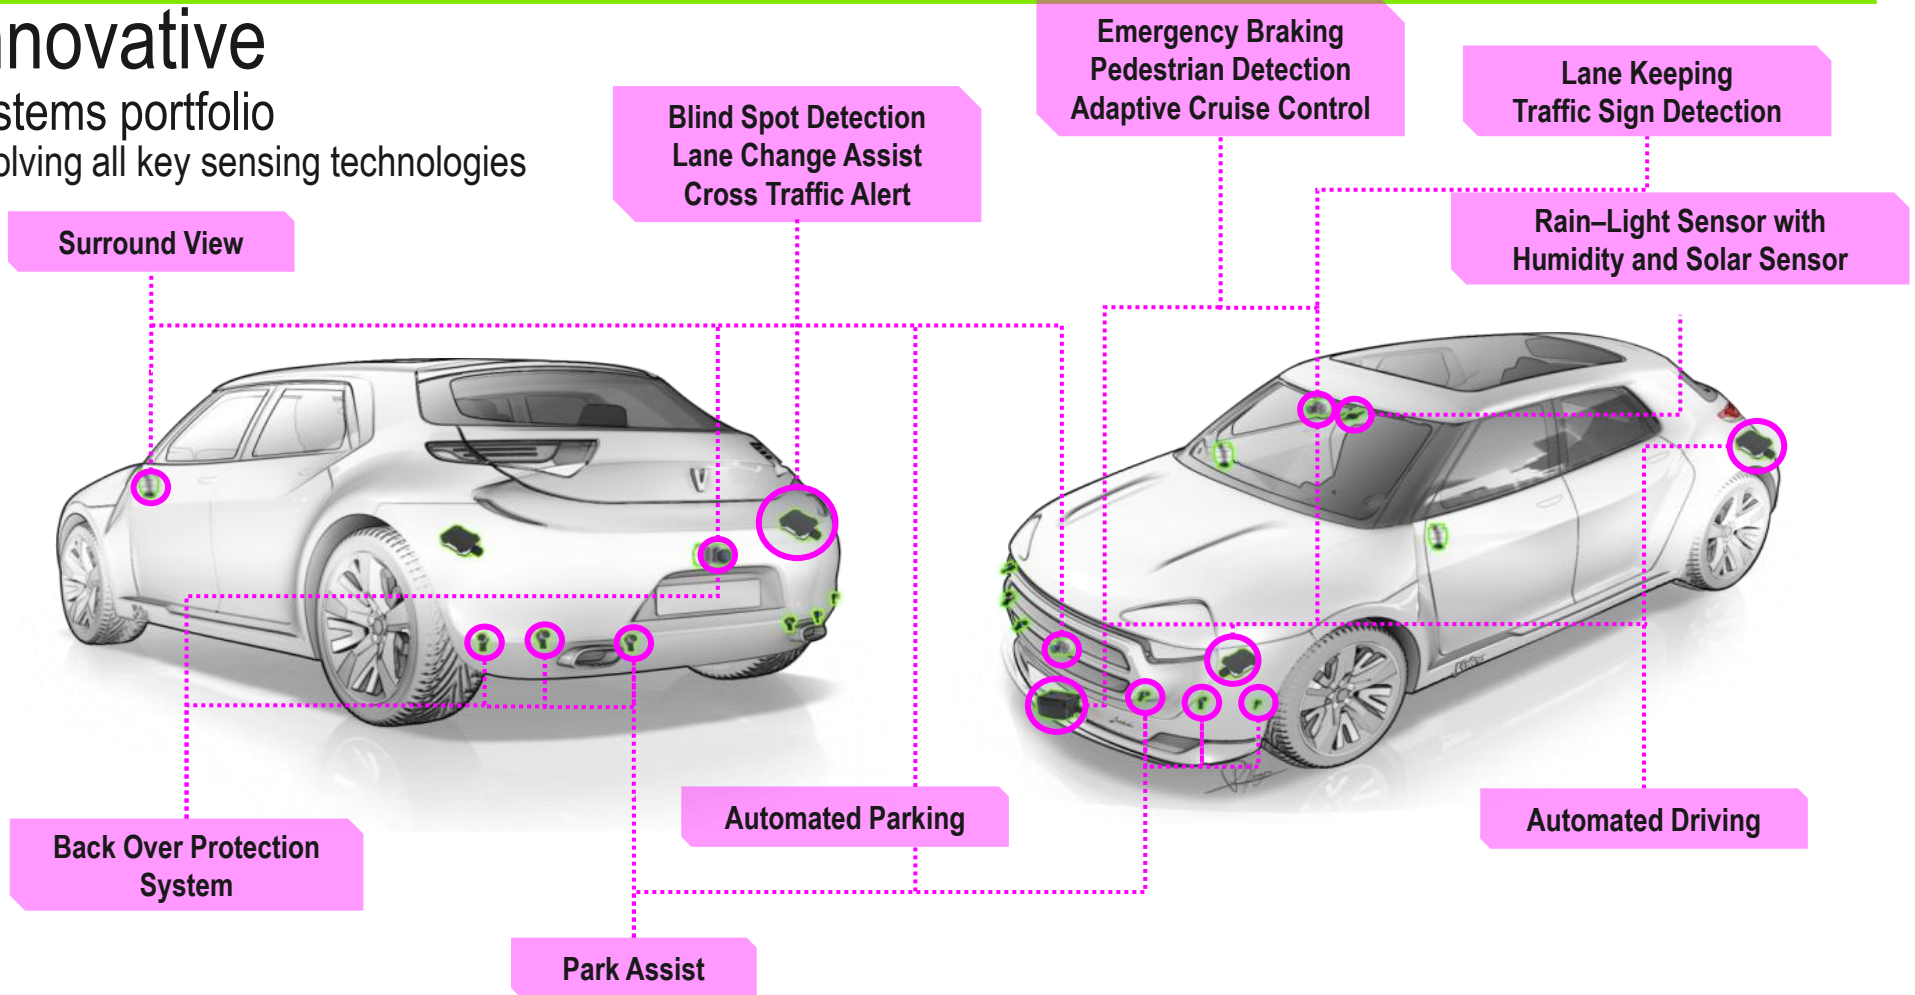 nnovative
stems portfolio
olving all key sensing technologies
Emergency Braking
Pedestrian Detection
Adaptive Cruise Control
Lane Keeping
Traffic Sign Detection
Blind Spot Detection
Lane Change Assist
Cross Traffic Alert
Rain–Light Sensor with
Humidity and Solar Sensor
Surround View
Automated Parking
Automated Driving
Back Over Protection
System
Park Assist